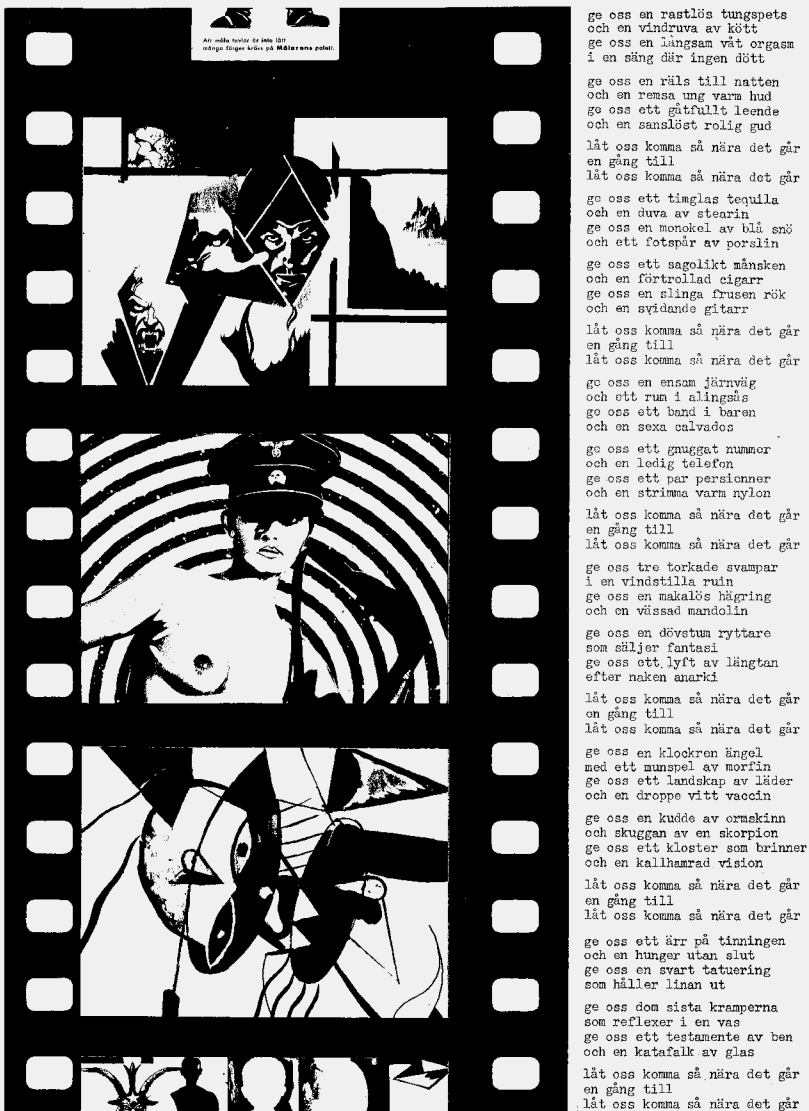 Att måla tavlor är inte lätt
många färger krävs på Målarens palett.
ge oss en rastlös tungspets
och en vindruva av kött
ge oss en långsam våt orgasm
i en säng där ingen dött
ge oss en räls till natten
och en remsa ung varm hud
ge oss ett gåtfullt leende
och en sanslöst rolig gud
låt oss komma så nära det går
en gång till
låt oss komma så nära det går
ge oss ett timglas tequila
och en duva av stearin
ge oss en monokel av blå snö
och ett fotspår av porslin
ge oss ett sagolikt månsken
och en förtrollad cigarr
ge oss en slinga frusen rök
och en svidande gitarr
låt oss komma så nära det går
en gång till
låt oss komma så nära det går
ge oss en ensam järnväg
och ett rum i alingsås
ge oss ett band i baren
och en sexa calvados
ge oss ett gnuggat nummer
och en ledig telefon
ge oss ett par persienner
och en strimma varm nylon
låt oss komma så nära det går
en gång till
låt oss komma så nära det går
ge oss tre torkade svampar
i en vindstilla ruin
ge oss en makalös hägring
och en vässad mandolin
ge oss en dövstum ryttare
som säljer fantasi
ge oss ett lyft av längtan
efter naken anarki
låt oss komma så nära det går
en gång till
låt oss komma så nära det går
ge oss en klockren ängel
med ett munspel av morfin
ge oss ett landskap av läder
och en droppe vitt vaccin
ge oss en kudde av ormskinn
och skuggan av en skorpion
ge oss ett kloster som brinner
och en kallhamrad vision
låt oss komma så nära det går
en gång till
låt oss komma så nära det går
ge oss ett ärr på tinningen
och en hunger utan slut
ge oss en svart tatuering
som håller linan ut
ge oss dom sista kramperna
som reflexer i en vas
ge oss ett testamente av ben
och en katafalk av glas
låt oss komma så nära det går
en gång till
låt oss komma så nära det går